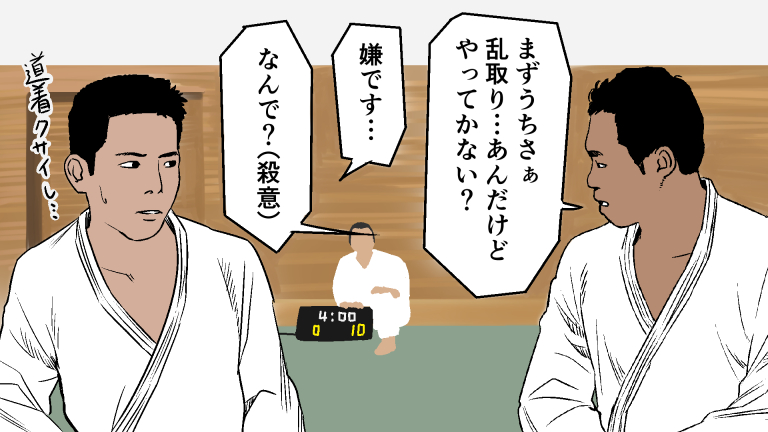 まずうちさぁ
乱取り…あんだけど
やってかない？
嫌です…
なんで？（殺意）
道着クサイし…
4:00
0 10